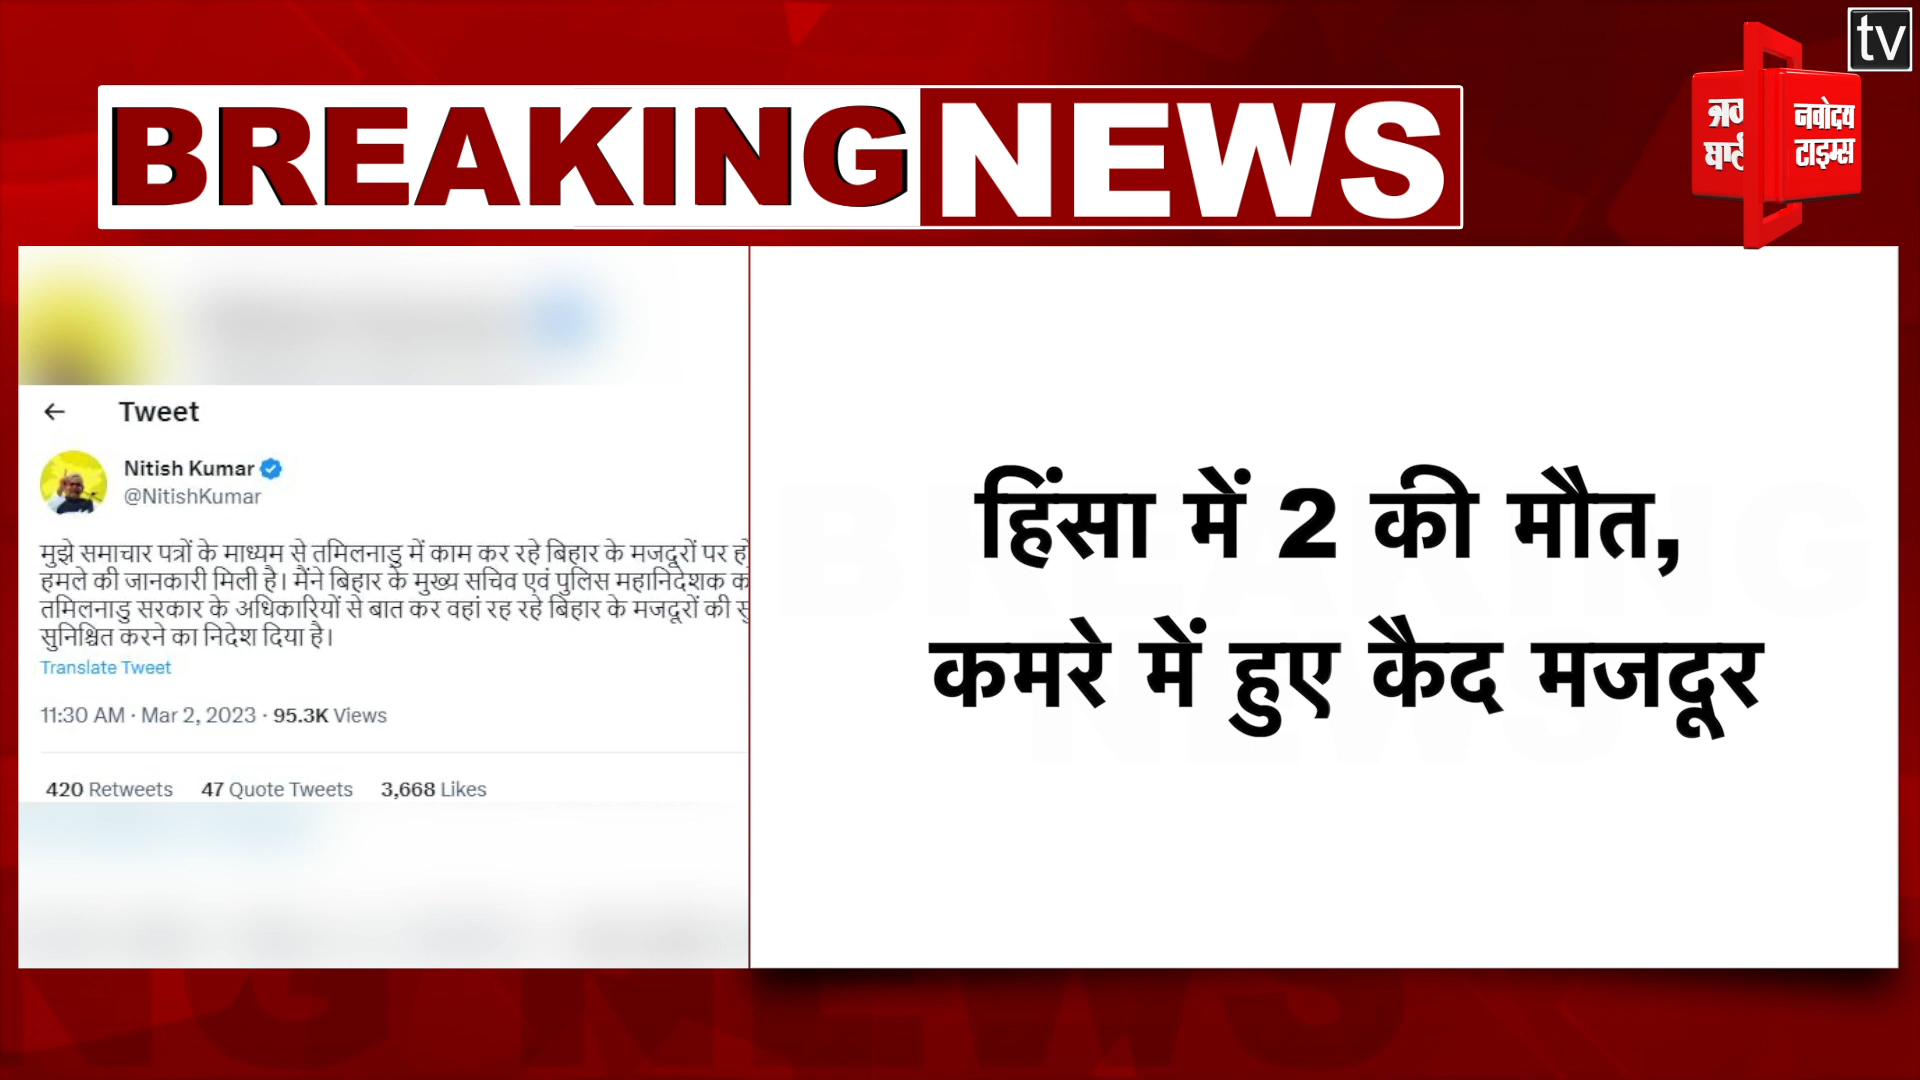 tv
BREAKING NEWS
नवोदय
टाइम्स
Tweet
Nitish Kumar
@NitishKumar
मुझे समाचार पत्रों के माध्यम से तमिलनाडु में काम कर रहे बिहार के मजदूरों पर
हमले की जानकारी मिली है। मैंने बिहार के मुख्य सचिव एवं पुलिस महानिदेशक
तमिलनाडु सरकार के अधिकारियों से बात कर वहां रह रहे बिहार के मजदूरों की
सुनिश्चित करने का निदेश दिया है।
Translate Tweet
11:30 AM · Mar 2, 2023 · 95.3K Views
420 Retweets 47 Quote Tweets 3,668 Likes
हिंसा में 2 की मौत,
कमरे में हुए कैद मजदूर